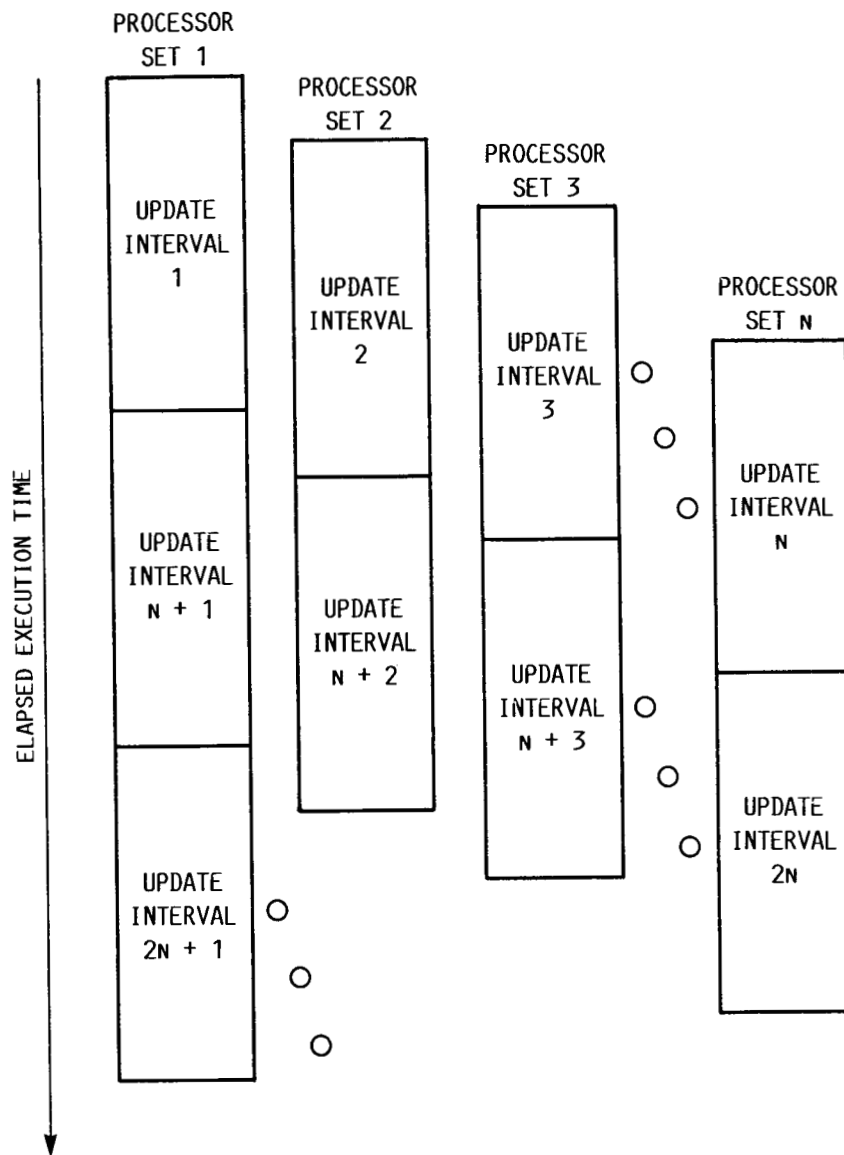 PROCESSOR
SET 1
PROCESSOR
SET 2
PROCESSOR
SET 3
PROCESSOR
SET N
ELAPSED EXECUTION TIME
UPDATE
INTERVAL
1
UPDATE
INTERVAL
N + 1
UPDATE
INTERVAL
2N + 1
UPDATE
INTERVAL
2
UPDATE
INTERVAL
N + 2
UPDATE
INTERVAL
3
UPDATE
INTERVAL
N + 3
UPDATE
INTERVAL
N
UPDATE
INTERVAL
2N